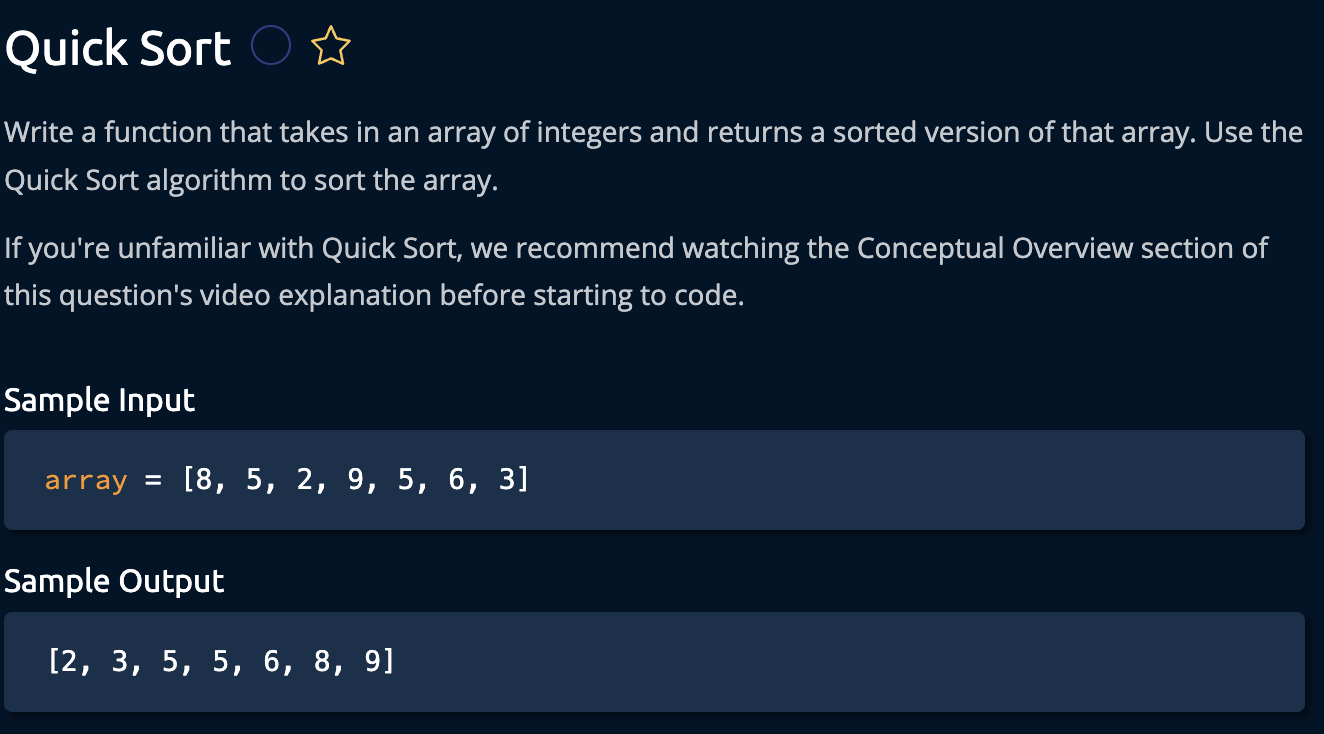 Quick Sort
Write a function that takes in an array of integers and returns a sorted version of that array. Use the
Quick Sort algorithm to sort the array.
If you're unfamiliar with Quick Sort, we recommend watching the Conceptual Overview section of
this question's video explanation before starting to code.
Sample Input
array = [8, 5, 2, 9, 5, 6, 3]
Sample Output
[2, 3, 5, 5, 6, 8, 9]